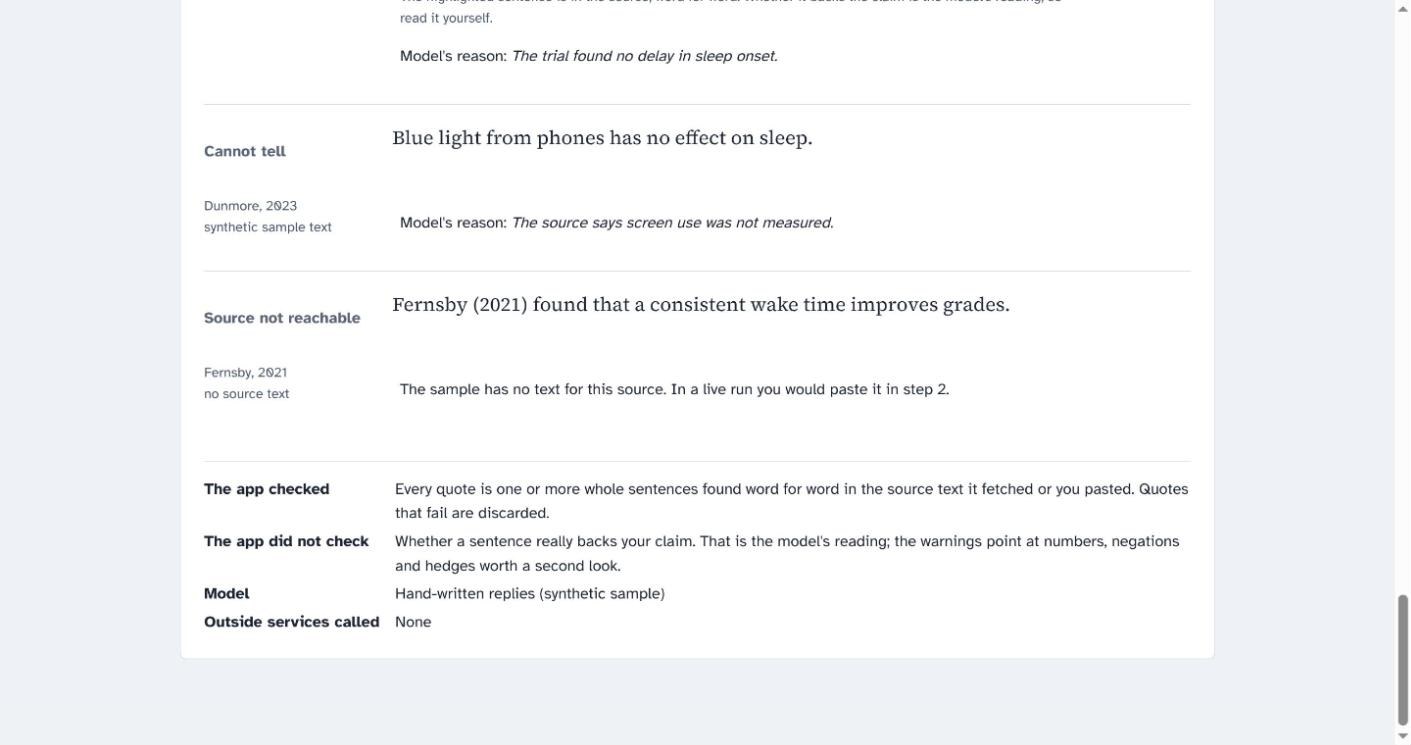 read it yourself.
Model's reason: The trial found no delay in sleep onset.
Blue light from phones has no effect on sleep.
Cannot tell
Dunmore, 2023
synthetic sample text
Model's reason: The source says screen use was not measured.
Fernsby (2021) found that a consistent wake time improves grades.
Source not reachable
Fernsby, 2021
no source text
The sample has no text for this source. In a live run you would paste it in step 2.
The app checked
Every quote is one or more whole sentences found word for word in the source text it fetched or you pasted. Quotes
that fail are discarded.
The app did not check
Whether a sentence really backs your claim. That is the model's reading; the warnings point at numbers, negations
and hedges worth a second look.
Model
Hand-written replies (synthetic sample)
Outside services called
None